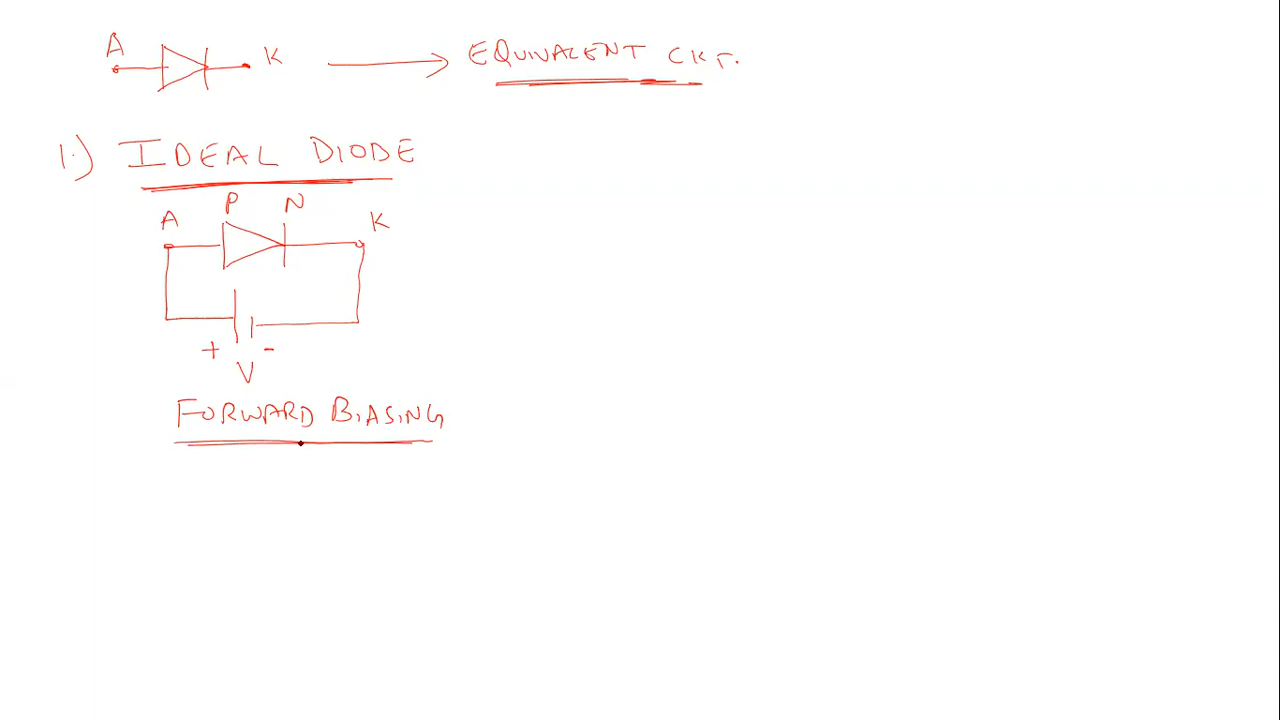 A K EQUIVALENT CKT.
1.) IDEAL DIODE
P N
A K
+ -
V
FORWARD BIASING